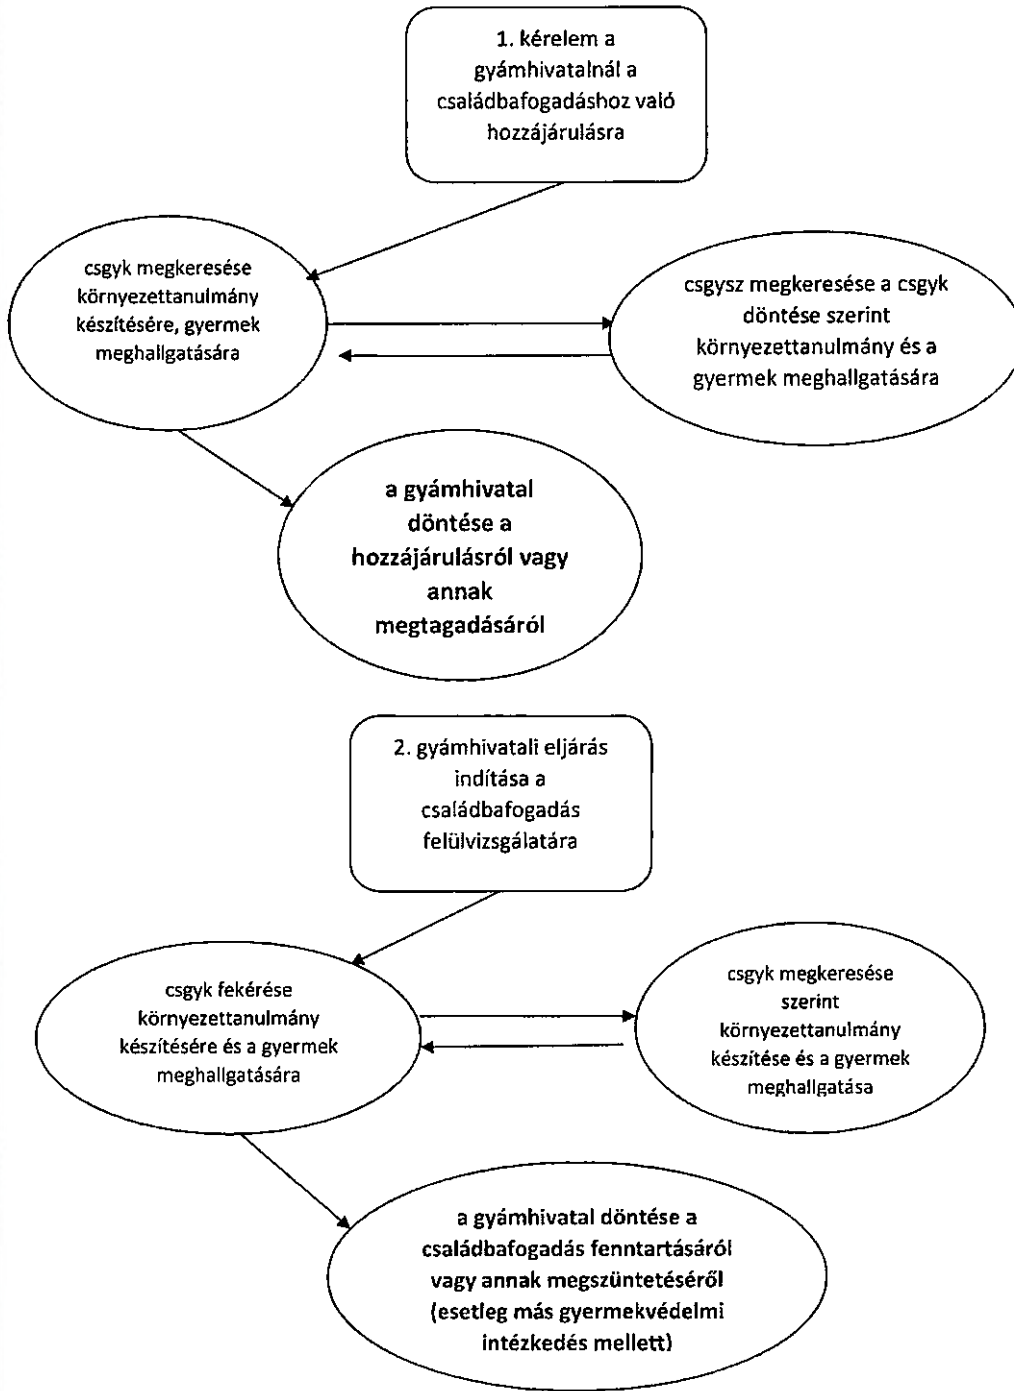 1. kérelem a
gyámhivatalnál a
családbafogadáshoz való
hozzájárulásra
csgyk megkeresése
környezettanulmány
készítésére, gyermek
meghallgatására
csgysz megkeresése a csgyk
döntése szerint
környezettanulmány és a
gyermek meghallgatására
a gyámhivatal
döntése a
hozzájárulásról vagy
annak
megtagadásáról
2. gyámhivatali eljárás
indítása a
családbafogadás
felülvizsgálatára
csgyk fekérése
környezettanulmány
készítésére és a gyermek
meghallgatására
csgyk megkeresése
szerint
környezettanulmány
készítése és a gyermek
meghallgatása
a gyámhivatal döntése a
családbafogadás fenntartásáról
vagy annak megszüntetéséről
(esetleg más gyermekvédelmi
intézkedés mellett)